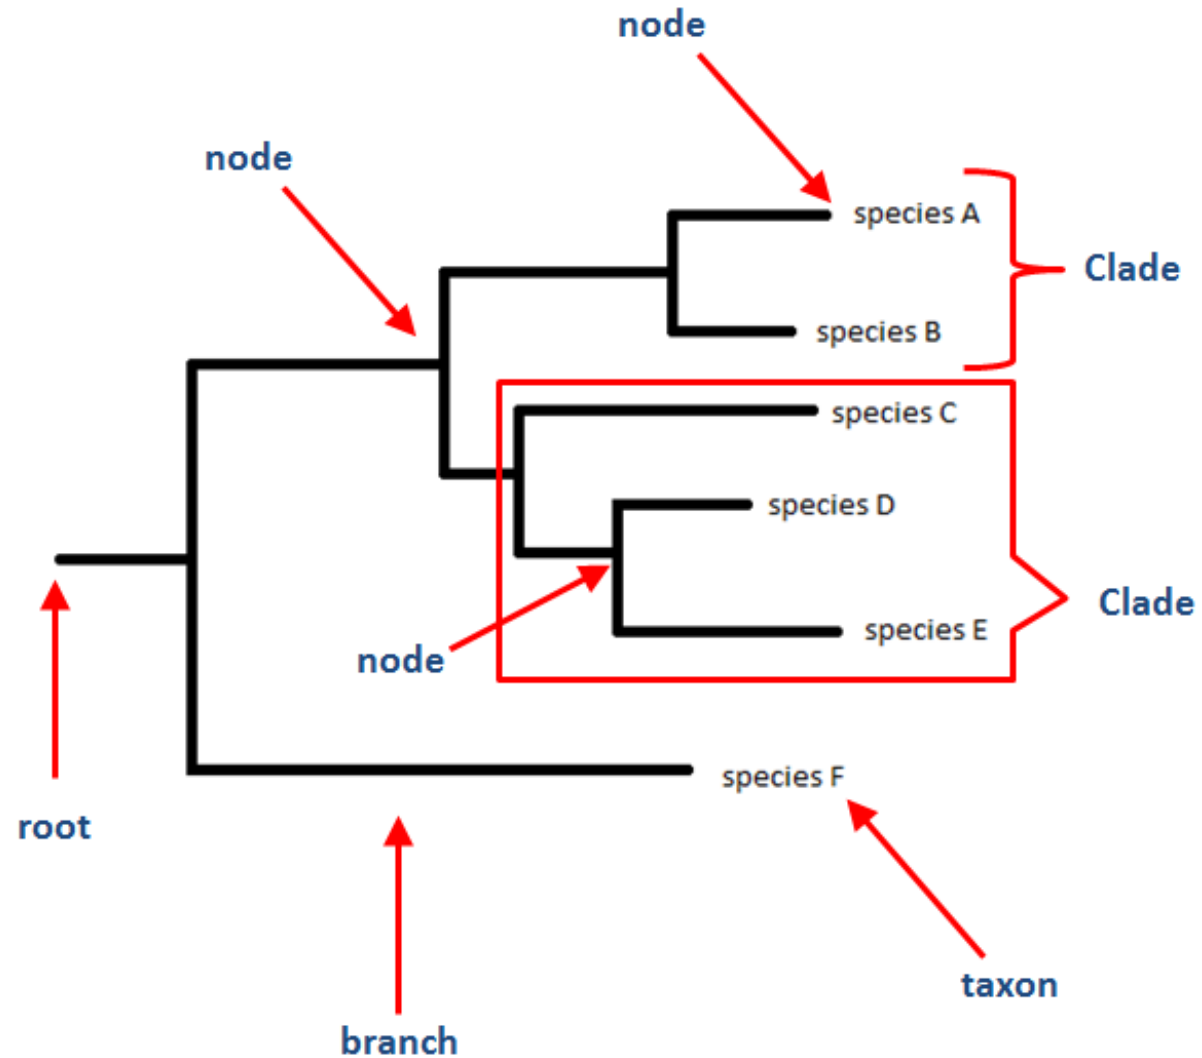 node
node
species A
Clade
species B
species C
species D
Clade
species E
node
species F
root
taxon
branch